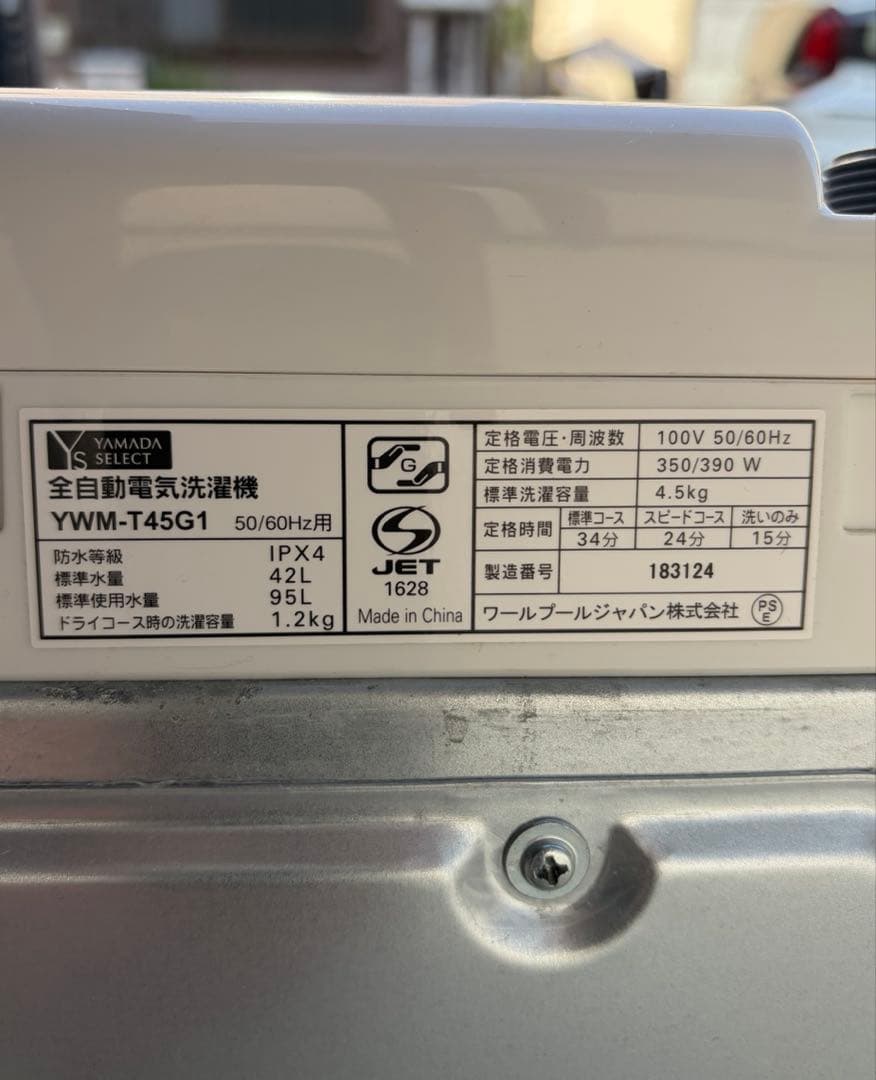 YS YAMADA
SELECT
全自動電気洗濯機
YWM-T45G1 50/60Hz用
防水等級 IPX4
標準水量 42L
標準使用水量 95L
ドライコース時の洗濯容量 1.2kg
G
S
JET
1628
Made in China
定格電圧・周波数 100V 50/60Hz
定格消費電力 350/390 W
標準洗濯容量 4.5kg
定格時間 標準コース スピードコース 洗いのみ
34分 24分 15分
製造番号 183124
ワールプールジャパン株式会社 PS
E